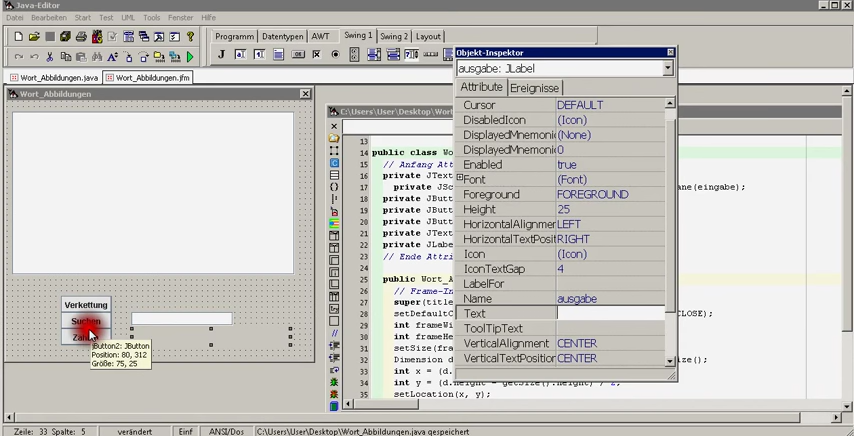 Java-Editor
Datei Bearbeiten Start Test UML Tools Fenster Hilfe
Programm Datentypen AWT Swing 1 Swing 2 Layout
Wort_Abbildungen.java Wort_Abbildungen.jfm
Wort_Abbildungen
Verkettung
Suchen
jButton2: JButton
Position: 80, 312
Größe: 75, 25
C:\Users\User\Desktop\Wort_Abbildun
13
14 public class Wo
15 // Anfang Att
16 private JText
17 private JSc ane(eingabe);
18 private JButt
19 private JButt
20 private JButt
21 private JText
22 private JLabe
23 // Ende Attri
24
25 public Wort_A
26 // Frame-In
27 super(title
28 setDefaultC CLOSE);
29 int frameWi
30 int frameHe
31 setSize(fra
32 Dimension d ize();
33 int x = (d.
34 int y = (d.height - getSize().height) / 2;
35 setLocation(x, y);
Objekt-Inspektor
ausgabe: JLabel
Attribute Ereignisse
Cursor DEFAULT
DisabledIcon (Icon)
DisplayedMnemonic (None)
DisplayedMnemonic 0
Enabled true
Font (Font)
Foreground FOREGROUND
Height 25
HorizontalAlignmen LEFT
HorizontalTextPosit RIGHT
Icon (Icon)
IconTextGap 4
LabelFor
Name ausgabe
Text
ToolTipText
VerticalAlignment CENTER
VerticalTextPosition CENTER
Zeile: 33 Spalte: 5 verändert Einf ANSI/Dos C:\Users\User\Desktop\Wort_Abbildungen.java gespeichert